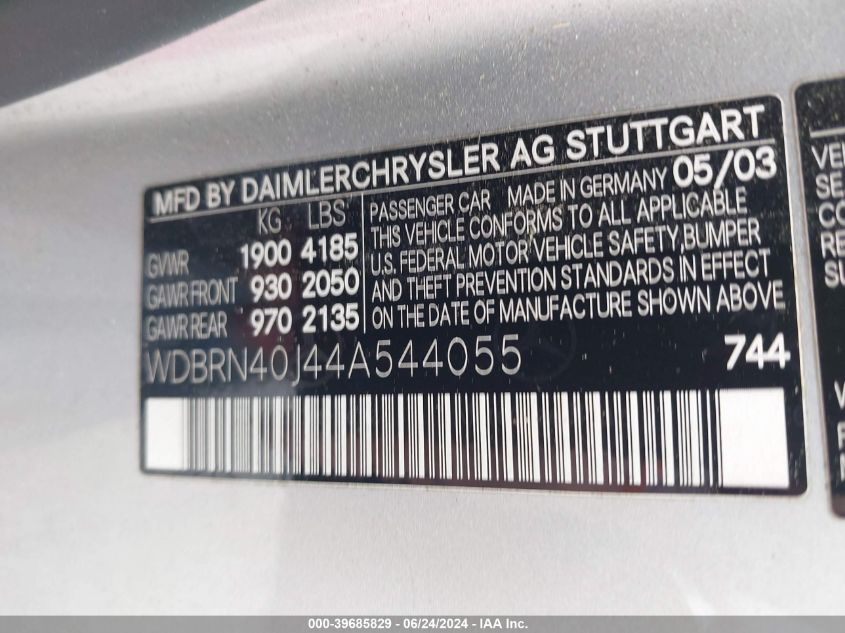 MFD BY DAIMLERCHRYSLER AG STUTTGART
KG LBS
GVWR 1900 4185
GAWR FRONT 930 2050
GAWR REAR 970 2135
PASSENGER CAR MADE IN GERMANY 05/03
THIS VEHICLE CONFORMS TO ALL APPLICABLE
U.S. FEDERAL MOTOR VEHICLE SAFETY, BUMPER
AND THEFT PREVENTION STANDARDS IN EFFECT
ON THE DATE OF MANUFACTURE SHOWN ABOVE
WDBRN40J44A544055 744
000-39685829 - 06/24/2024 - IAA Inc.